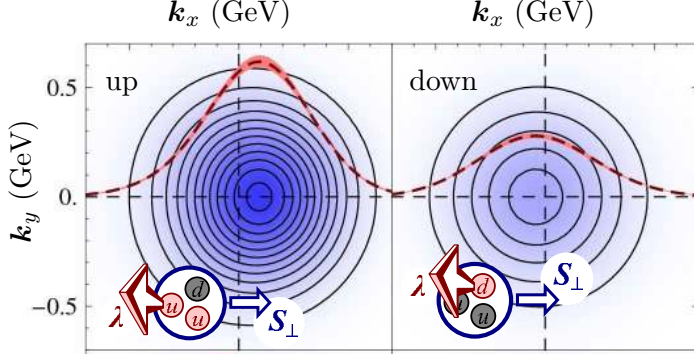 k_x (GeV) k_x (GeV)
up down
0.5
k_y (GeV)
0.
-0.5
λ u d u S⊥
λ u d u S⊥